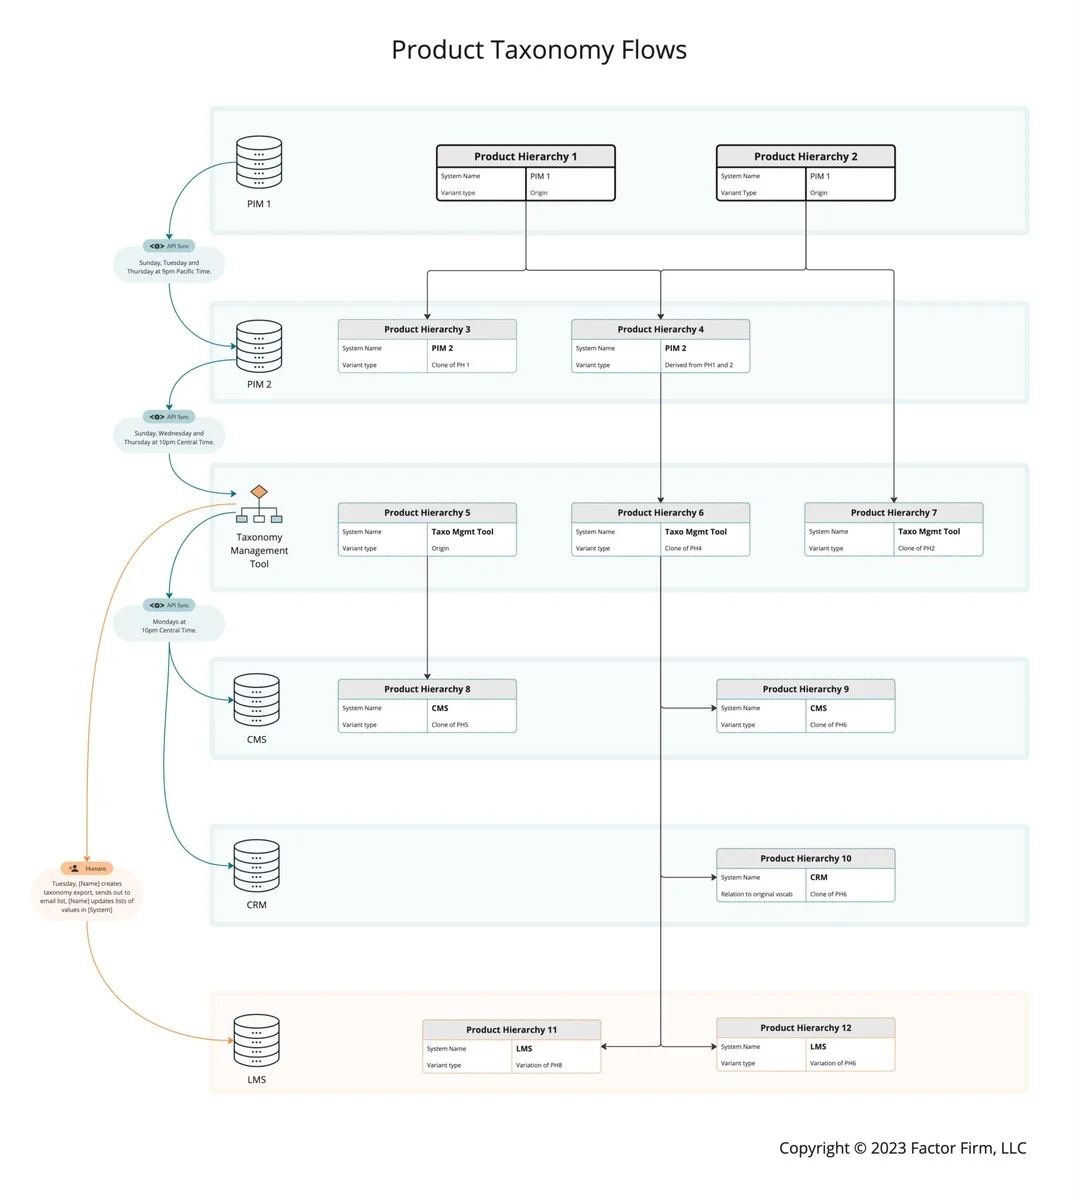 Product Taxonomy Flows
PIM 1
Product Hierarchy 1
System Name
PIM 1
Variant type
Origin
Product Hierarchy 2
System Name
PIM 1
Variant Type
Origin
API Sync
Sunday, Tuesday and
Thursday at 9pm Pacific Time.
PIM 2
Product Hierarchy 3
System Name
PIM 2
Variant type
Clone of PH 1
Product Hierarchy 4
System Name
PIM 2
Variant type
Derived from PH1 and 2
API Sync
Sunday, Wednesday and
Thursday at 10pm Central Time.
Taxonomy
Management
Tool
Product Hierarchy 5
System Name
Taxo Mgmt Tool
Variant type
Origin
Product Hierarchy 6
System Name
Taxo Mgmt Tool
Variant type
Clone of PH4
Product Hierarchy 7
System Name
Taxo Mgmt Tool
Variant type
Clone of PH2
API Sync
Mondays at
10pm Central Time.
CMS
Product Hierarchy 8
System Name
CMS
Variant type
Clone of PH5
Product Hierarchy 9
System Name
CMS
Variant type
Clone of PH6
CRM
Product Hierarchy 10
System Name
CRM
Relation to original vocab
Clone of PH6
Humans
Tuesday, [Name] creates
taxonomy export, sends out to
email list, [Name] updates lists of
values in [System]
LMS
Product Hierarchy 11
System Name
LMS
Variant type
Variation of PH8
Product Hierarchy 12
System Name
LMS
Variant type
Variation of PH6
Copyright © 2023 Factor Firm, LLC